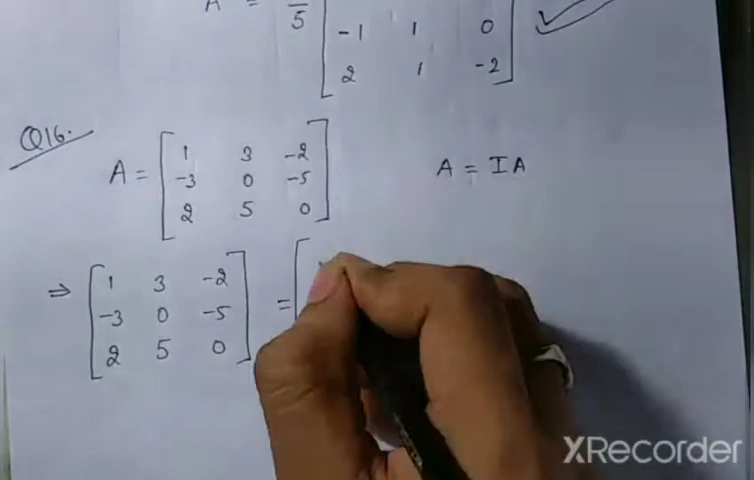 A = 1/5
-1 1 0
2 1 -2
Q16.
A = [ 1 3 -2
-3 0 -5
2 5 0 ]
A = IA
⇒ [ 1 3 -2
-3 0 -5
2 5 0 ] = [
XRecorder